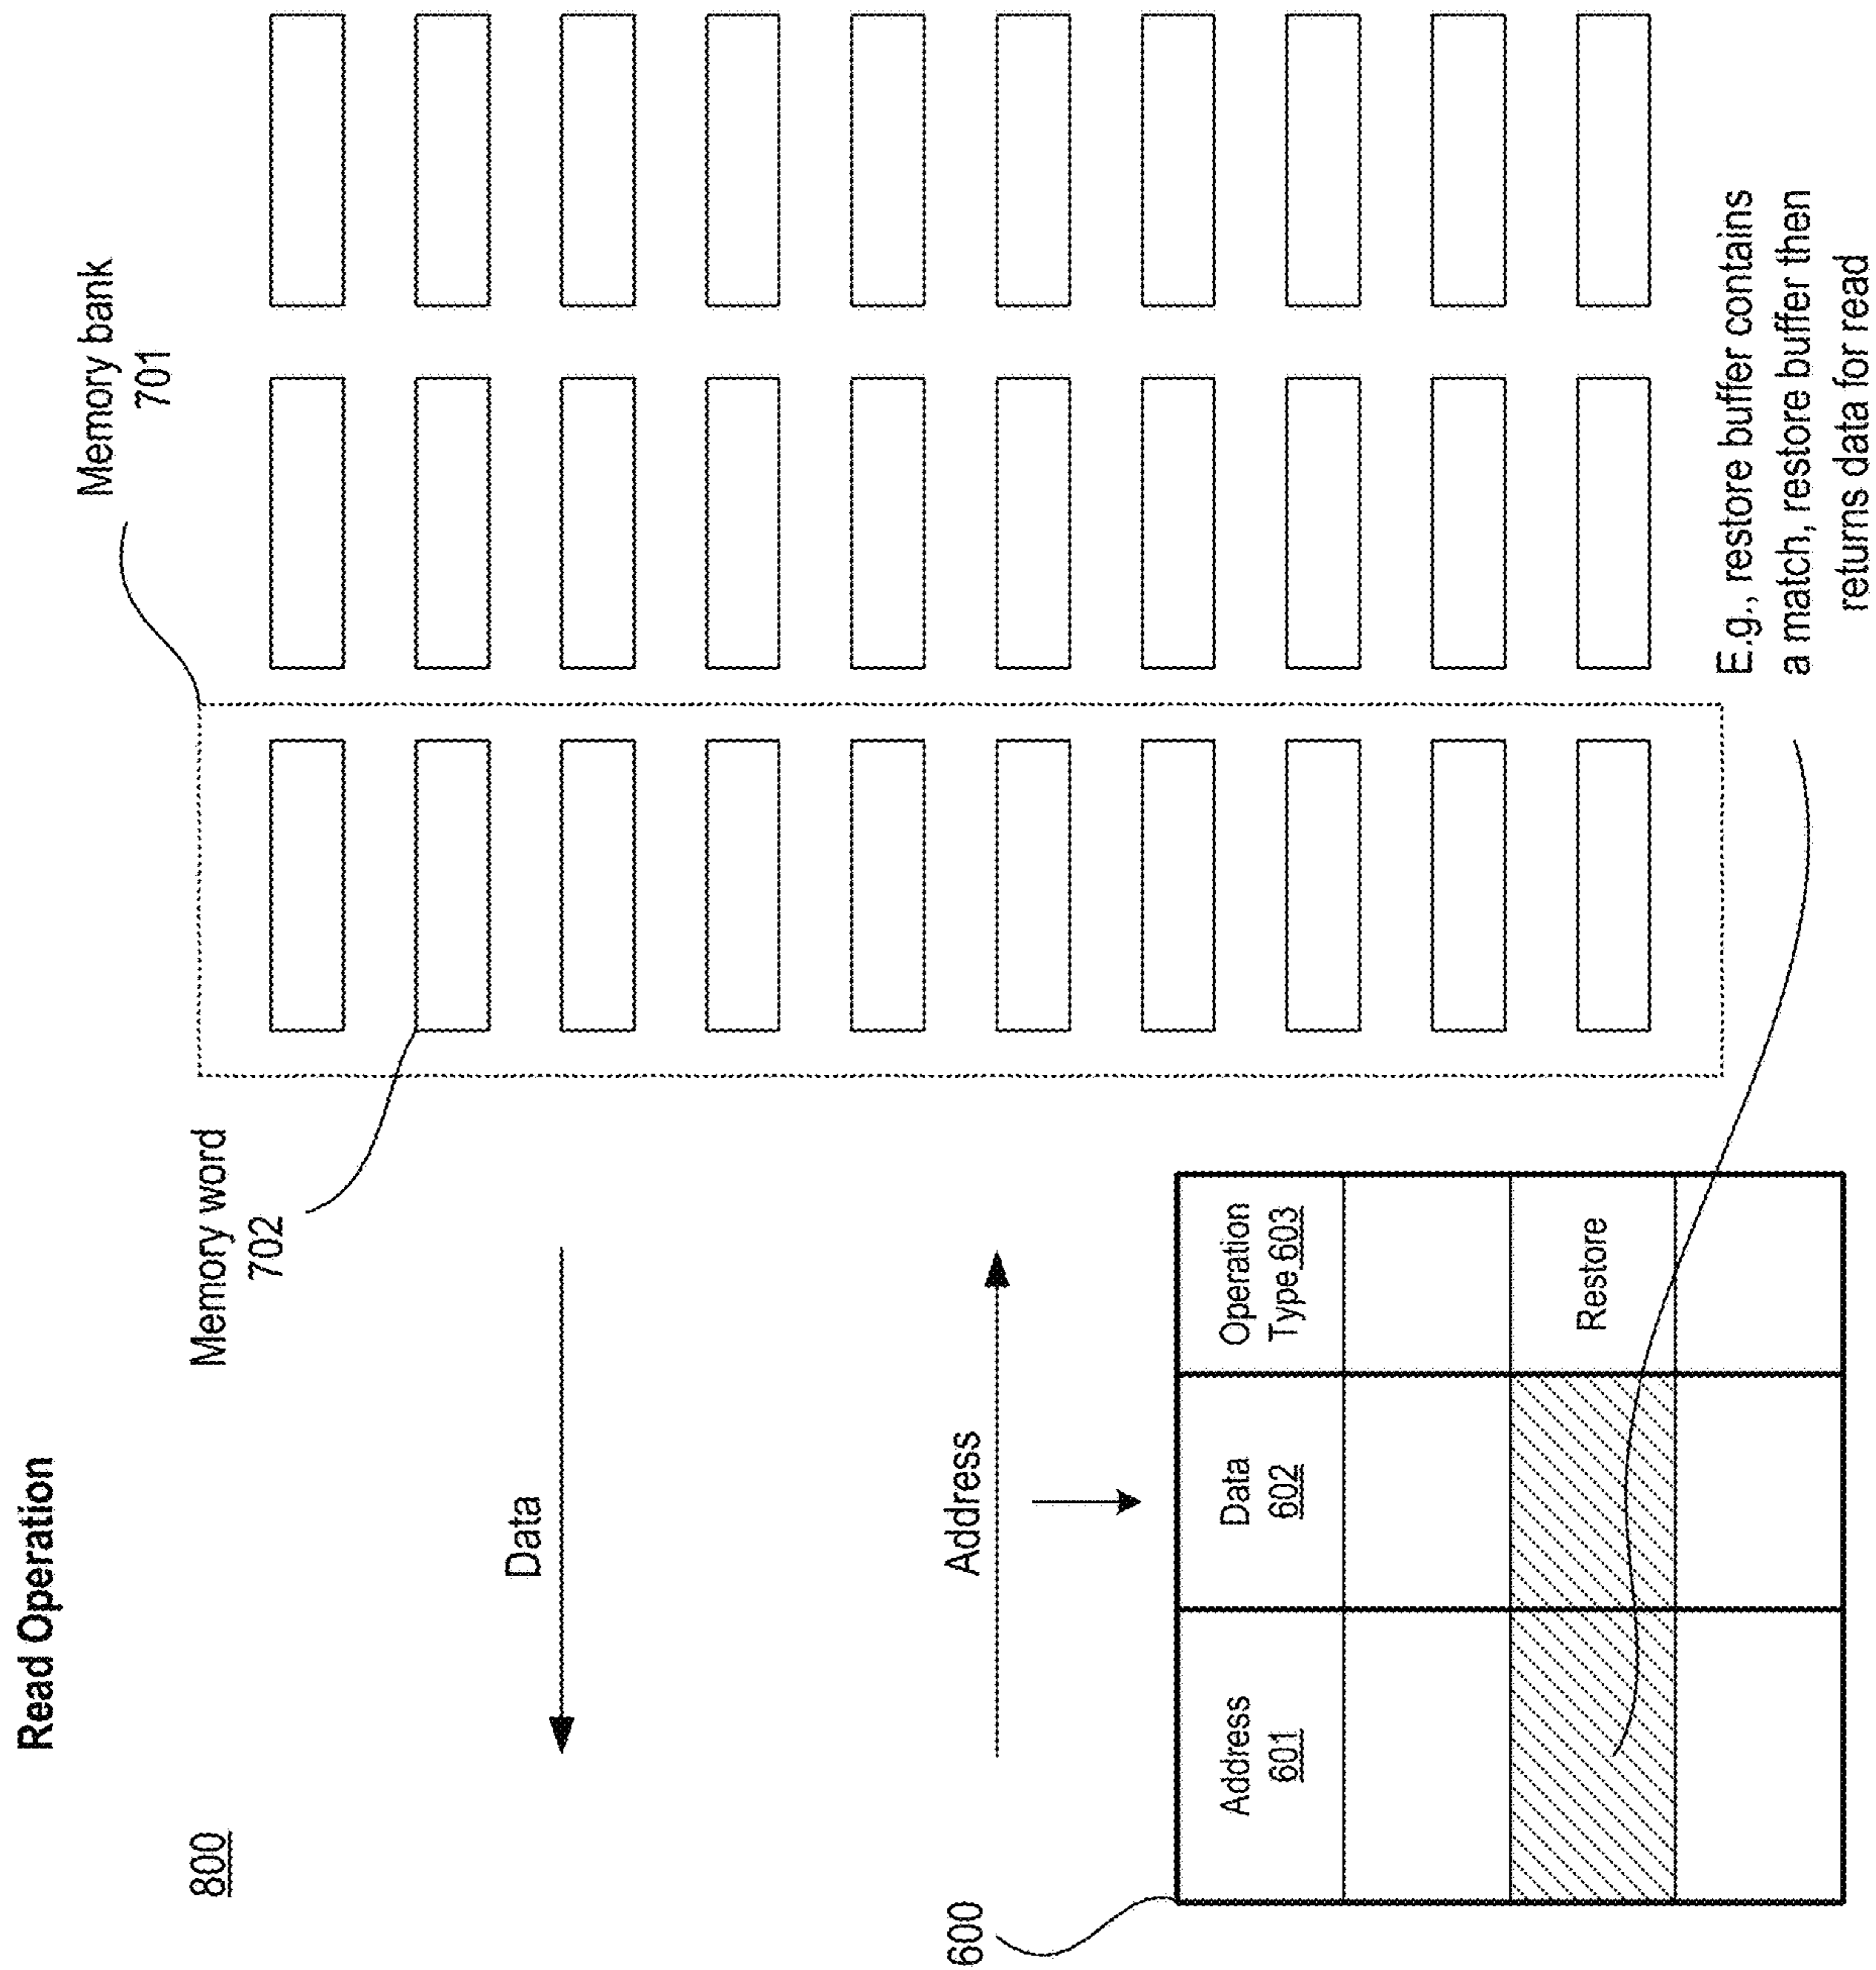 Read Operation
800
Memory bank
701
Memory word
702
Data
Address
600
Address
601
Data
602
Operation
Type 603
Restore
E.g., restore buffer contains
a match, restore buffer then
returns data for read